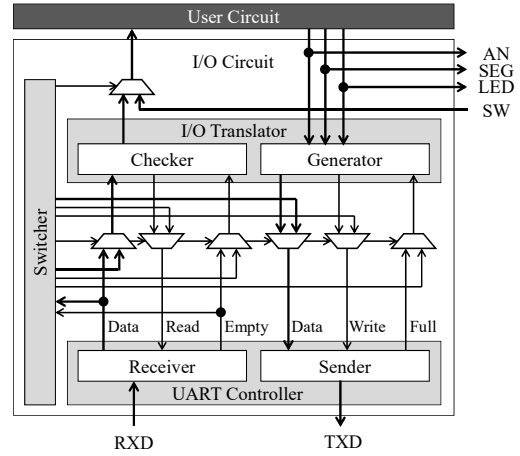 User Circuit
I/O Circuit
AN
SEG
LED
SW
I/O Translator
Checker
Generator
Switcher
Data
Read
Empty
Data
Write
Full
Receiver
Sender
UART Controller
RXD
TXD